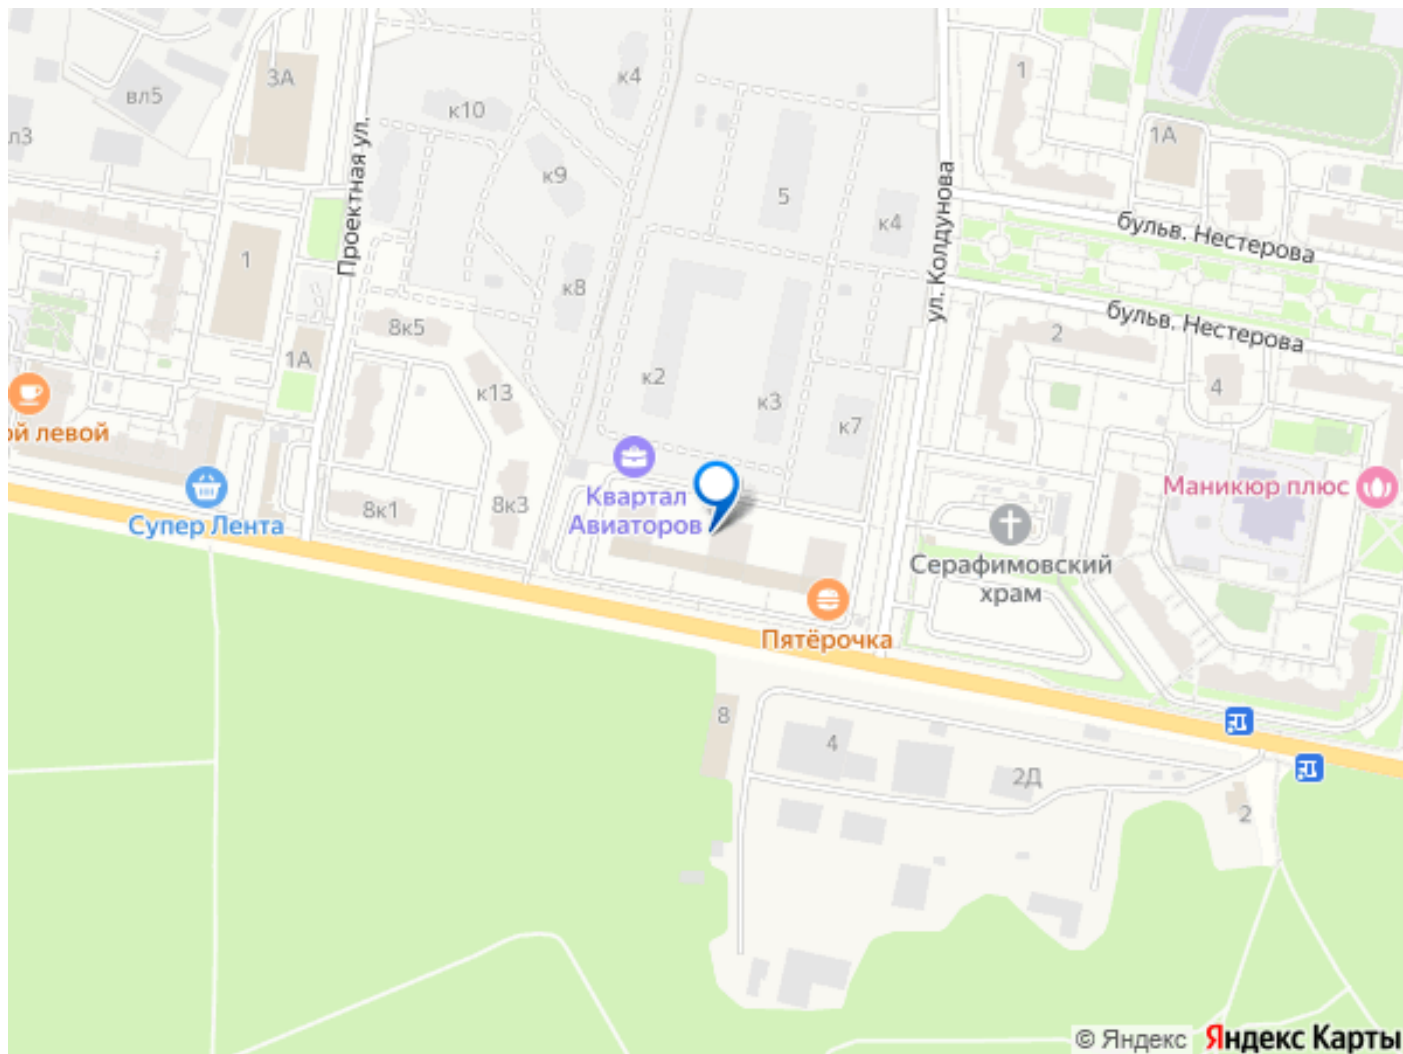 вл5
3А
л3
Проектная ул.
к10
к4
к9
к8
5
к4
ул. Колдунова
1
1А
бульв. Нестерова
бульв. Нестерова
2
4
1
1А
ой левой
8к5
к13
к2
к3
к7
Супер Лента
8к1
8к3
Квартал
Авиаторов
Маникюр плюс
Серафимовский
храм
Пятёрочка
8
4
2Д
2
© Яндекс
Яндекс Карты